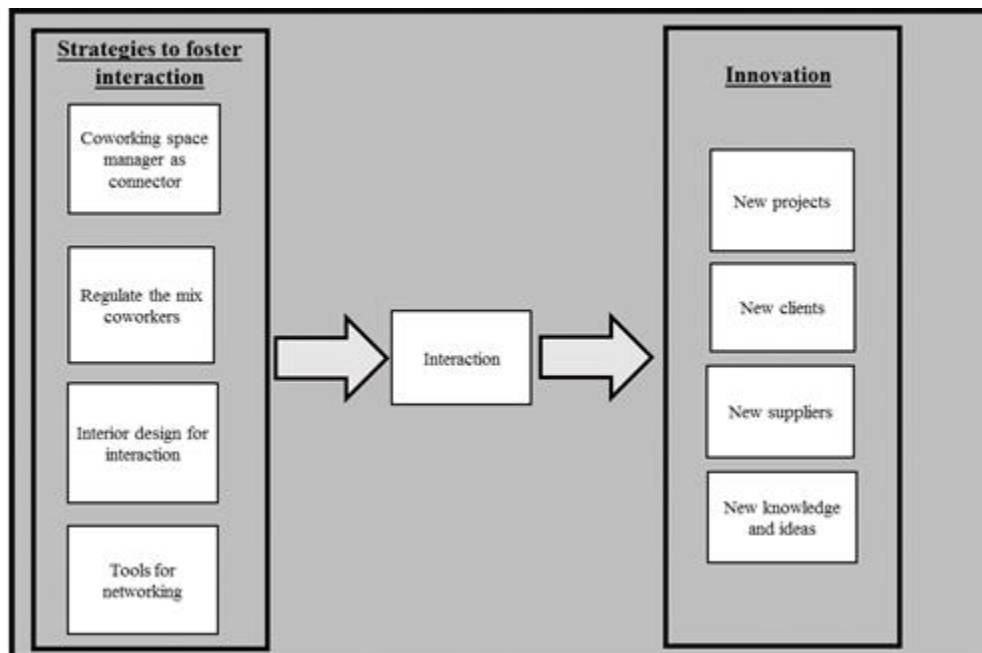 Strategies to foster
interaction
Coworking space
manager as
connector
Regulate the mix
coworkers
Interior design for
interaction
Tools for
networking
Interaction
Innovation
New projects
New clients
New suppliers
New knowledge
and ideas